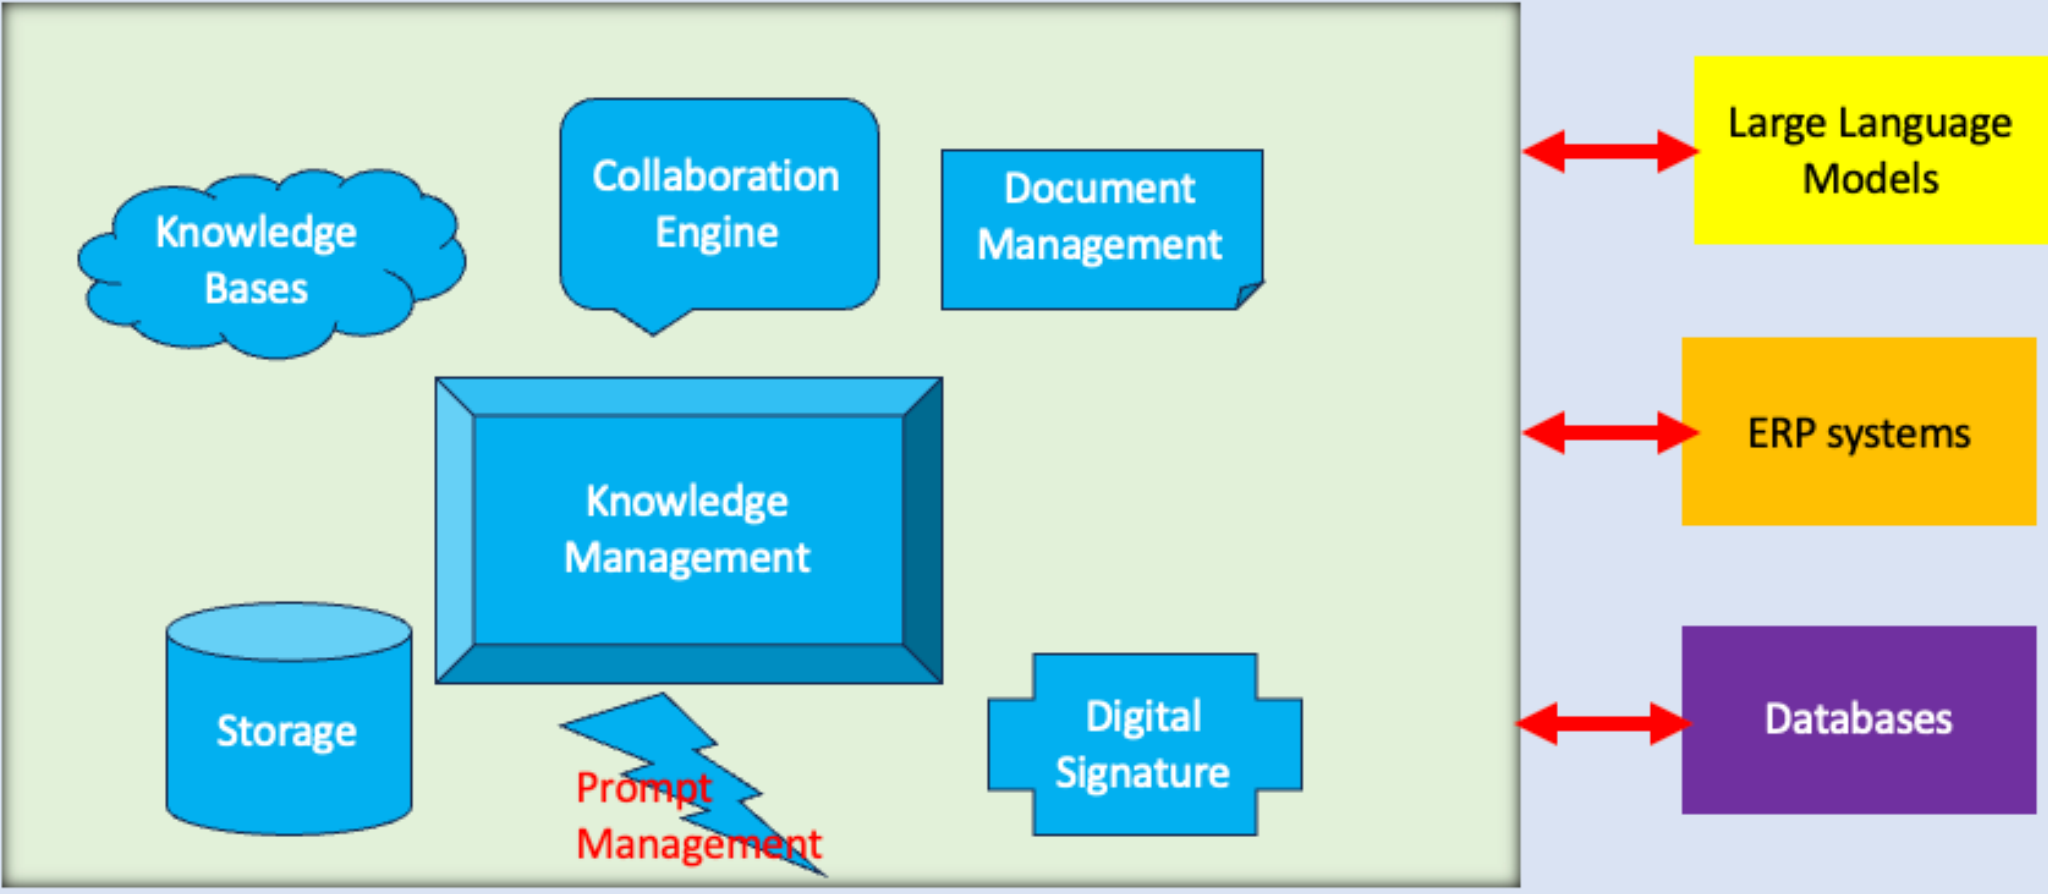 Knowledge
Bases
Collaboration
Engine
Document
Management
Large Language
Models
Knowledge
Management
ERP systems
Storage
Prompt
Management
Digital
Signature
Databases